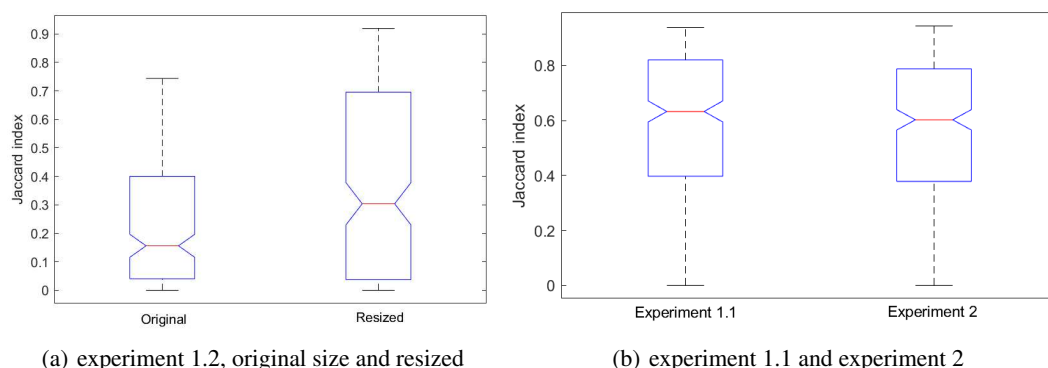 0.9
0.8
0.7
0.6
0.5
0.4
0.3
0.2
0.1
0
Jaccard index
Original Resized
(a) experiment 1.2, original size and resized
0.8
0.6
0.4
0.2
0
Jaccard index
Experiment 1.1 Experiment 2
(b) experiment 1.1 and experiment 2